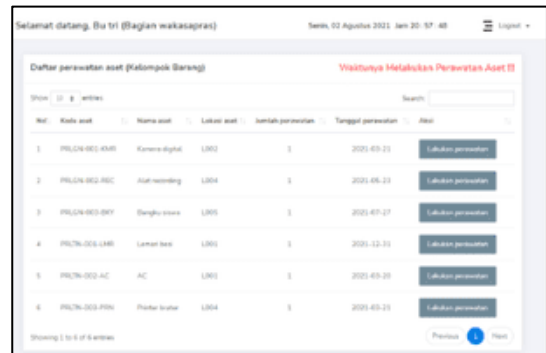 Selamat datang, Bu tri (Bagian wakasapras) Senin, 02 Agustus 2021 Jam 20: 57: 48 Logout
Daftar perawatan aset (Kelompok Barang) Waktunya Melakukan Perawatan Aset !!!
Show 10 entries Search:
No Kode aset Nama aset Lokasi aset Jumlah perawatan Tanggal perawatan Aksi
1 PRLGN-001-KMR Kamera digital L002 1 2021-03-21 Lakukan perawatan
2 PRLGN-002-REC Alat recording L004 1 2021-05-23 Lakukan perawatan
3 PRLGN-003-BKY Bangku siswa L005 1 2021-07-27 Lakukan perawatan
4 PRLTN-001-LMR Lemari besi L001 1 2021-12-31 Lakukan perawatan
5 PRLTN-002-AC AC L001 1 2021-03-20 Lakukan perawatan
6 PRLTN-003-PRN Printer 1 2021-03-21 Lakukan perawatan
Showing 1 to 6 of 6 entries Previous 1 Next